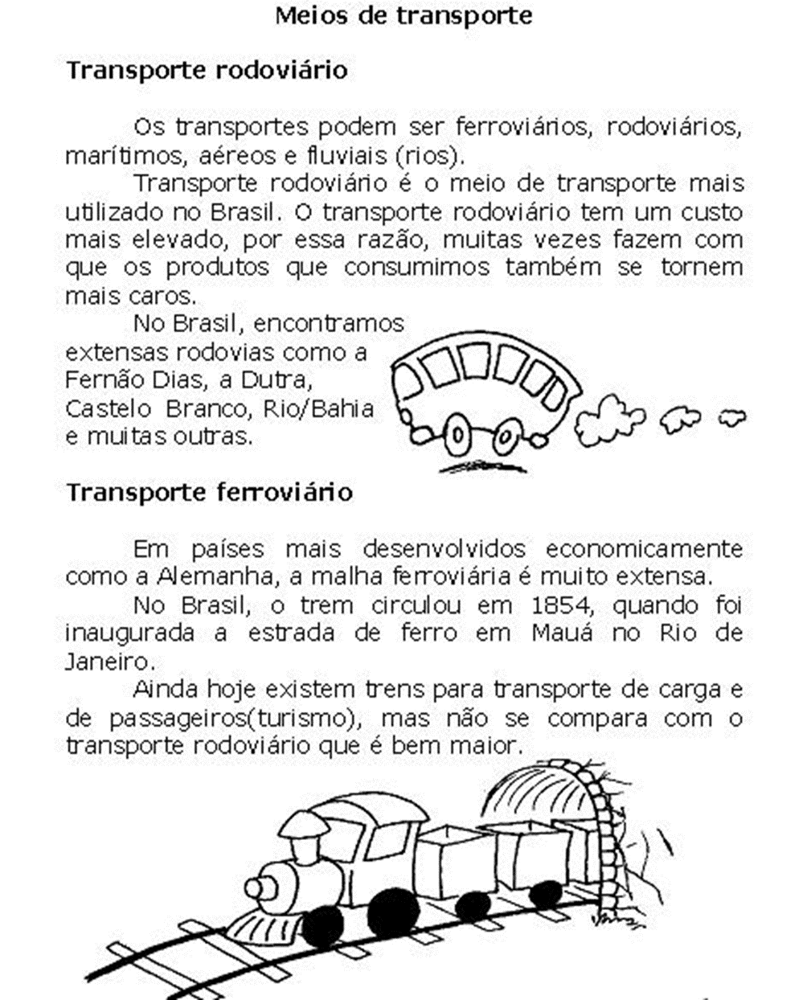 Meios de transporte
Transporte rodoviário
Os transportes podem ser ferroviários, rodoviários,
marítimos, aéreos e fluviais (rios).
Transporte rodoviário é o meio de transporte mais
utilizado no Brasil. O transporte rodoviário tem um custo
mais elevado, por essa razão, muitas vezes fazem com
que os produtos que consumimos também se tornem
mais caros.
No Brasil, encontramos
extensas rodovias como a
Fernão Dias, a Dutra,
Castelo Branco, Rio/Bahia
e muitas outras.
Transporte ferroviário
Em países mais desenvolvidos economicamente
como a Alemanha, a malha ferroviária é muito extensa.
No Brasil, o trem circulou em 1854, quando foi
inaugurada a estrada de ferro em Mauá no Rio de
Janeiro.
Ainda hoje existem trens para transporte de carga e
de passageiros(turismo), mas não se compara com o
transporte rodoviário que é bem maior.